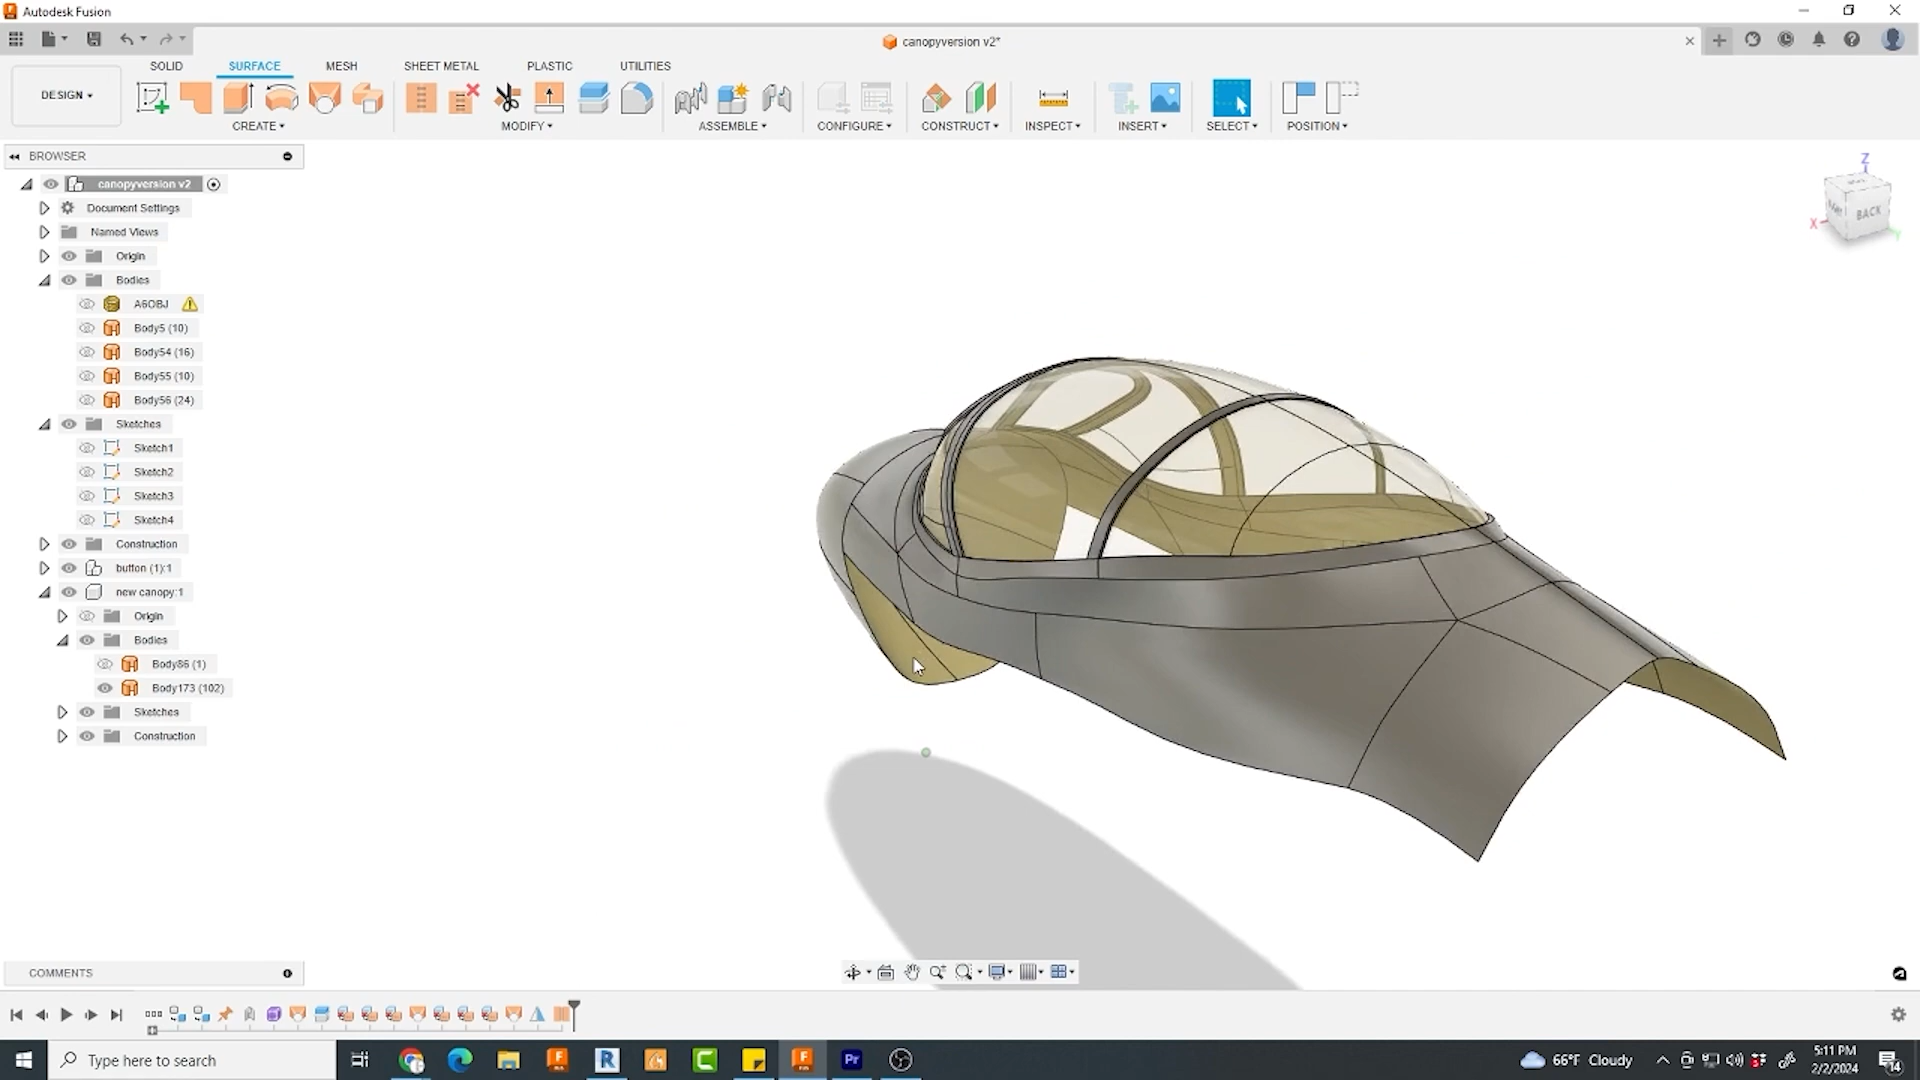 Autodesk Fusion
canopyversion v2*
DESIGN
SOLID SURFACE MESH SHEET METAL PLASTIC UTILITIES
CREATE MODIFY ASSEMBLE CONFIGURE CONSTRUCT INSPECT INSERT SELECT POSITION
BROWSER
canopyversion v2
Document Settings
Named Views
Origin
Bodies
A6OBJ
Body5 (10)
Body54 (16)
Body55 (10)
Body56 (24)
Sketches
Sketch1
Sketch2
Sketch3
Sketch4
Construction
button (1):1
new canopy:1
Origin
Bodies
Body86 (1)
Body173 (102)
Sketches
Construction
Z
X
BACK
COMMENTS
Type here to search
R
Pr
66°F Cloudy
5:11 PM
2/2/2024
14